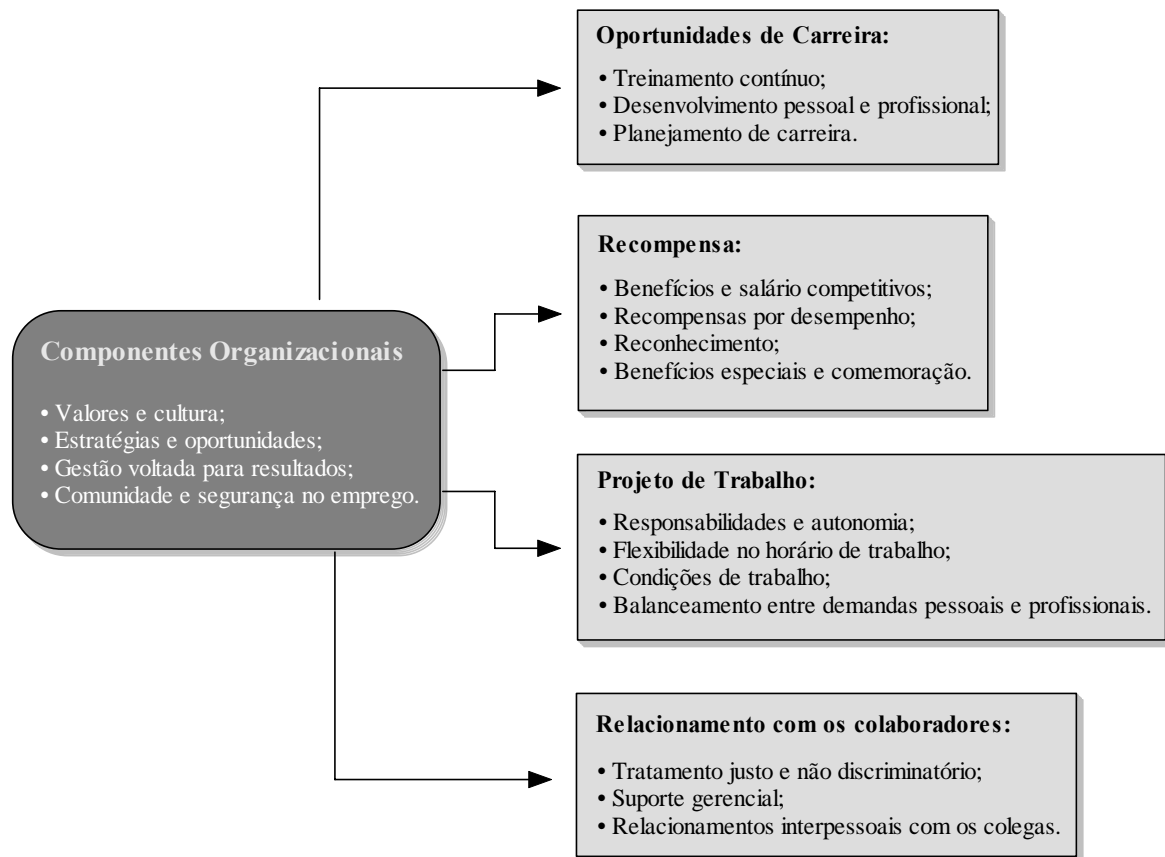 Oportunidades de Carreira:
• Treinamento contínuo;
• Desenvolvimento pessoal e profissional;
• Planejamento de carreira.
Recompensa:
• Benefícios e salário competitivos;
• Recompensas por desempenho;
• Reconhecimento;
• Benefícios especiais e comemoração.
Componentes Organizacionais
• Valores e cultura;
• Estratégias e oportunidades;
• Gestão voltada para resultados;
• Comunidade e segurança no emprego.
Projeto de Trabalho:
• Responsabilidades e autonomia;
• Flexibilidade no horário de trabalho;
• Condições de trabalho;
• Balanceamento entre demandas pessoais e profissionais.
Relacionamento com os colaboradores:
• Tratamento justo e não discriminatório;
• Suporte gerencial;
• Relacionamentos interpessoais com os colegas.